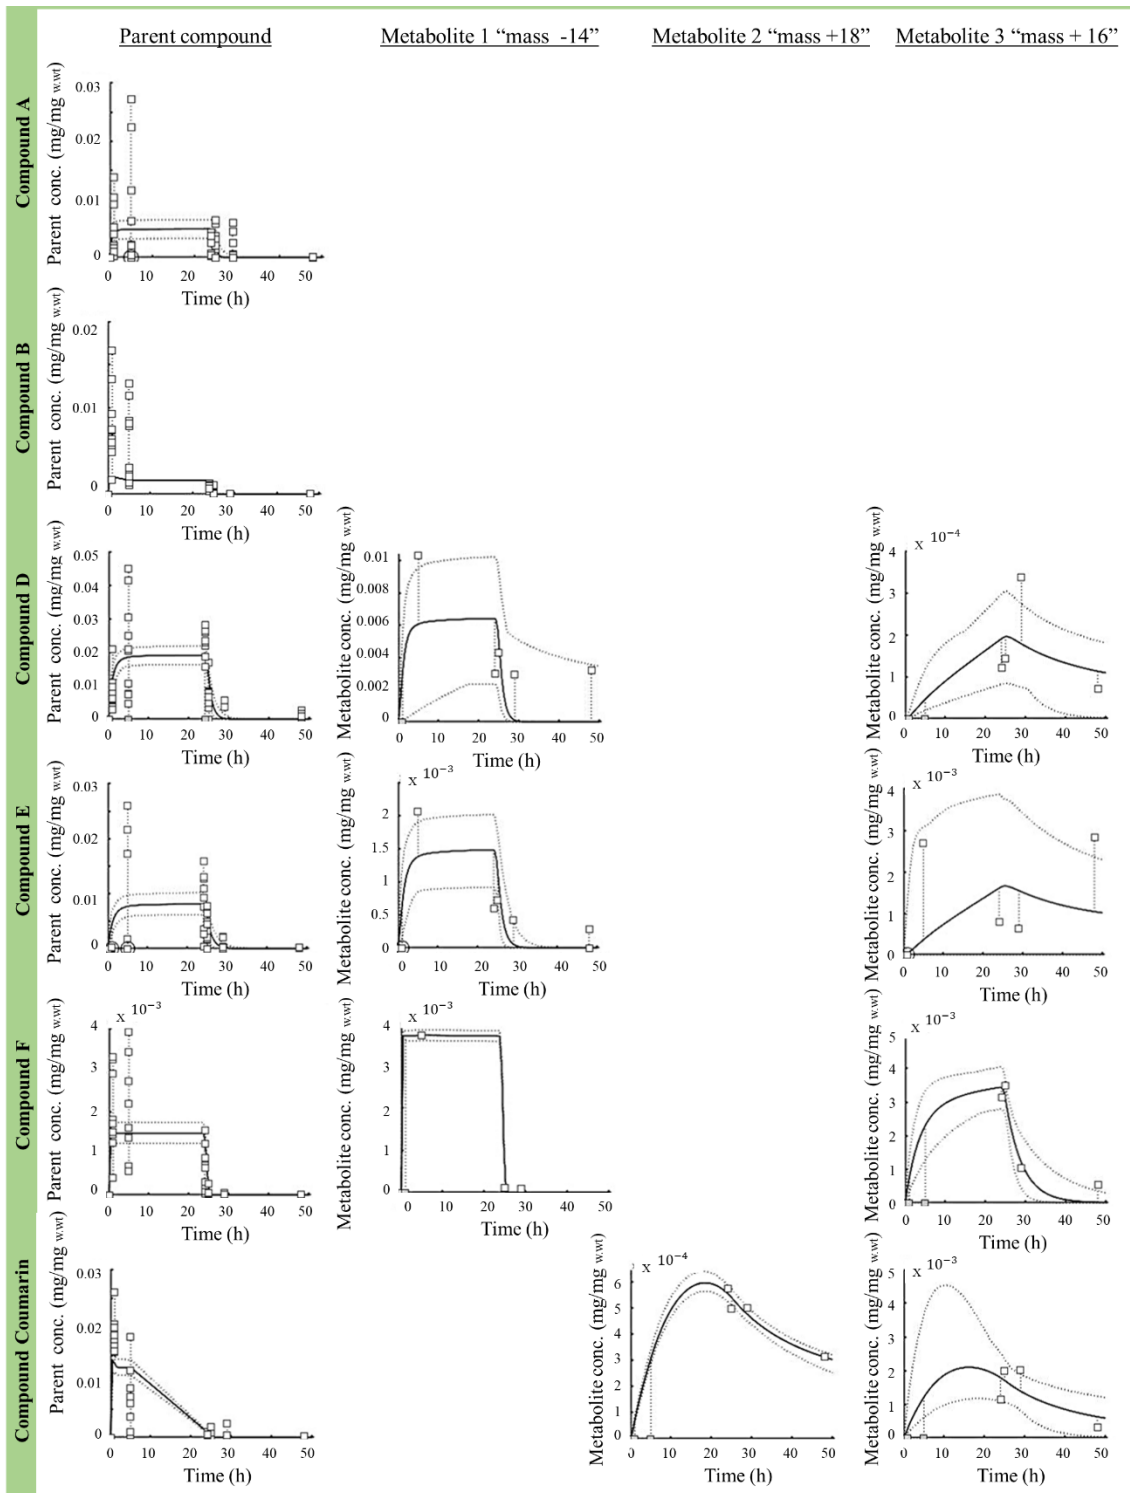 Parent compound
Metabolite 1 “mass -14”
Metabolite 2 “mass +18”
Metabolite 3 “mass + 16”
Compound A
Parent conc. (mg/mg w.wt)
0.03
0.02
0.01
0
0 10 20 30 40 50
Time (h)
Compound B
Parent conc. (mg/mg w.wt)
0.02
0.01
0
0 10 20 30 40 50
Time (h)
Compound D
Parent conc. (mg/mg w.wt)
0.05
0.04
0.03
0.02
0.01
0
0 10 20 30 40 50
Time (h)
Metabolite conc. (mg/mg w.wt)
0.01
0.008
0.006
0.004
0.002
0
0 10 20 30 40 50
Time (h)
Metabolite conc. (mg/mg w.wt)
x 10⁻⁴
4
3
2
1
0
0 10 20 30 40 50
Time (h)
Compound E
Parent conc. (mg/mg w.wt)
0.03
0.02
0.01
0
0 10 20 30 40 50
Time (h)
Metabolite conc. (mg/mg w.wt)
x 10⁻³
2
1.5
1
0.5
0
0 10 20 30 40 50
Time (h)
Metabolite conc. (mg/mg w.wt)
x 10⁻³
4
3
2
1
0
0 10 20 30 40 50
Time (h)
Compound F
Parent conc. (mg/mg w.wt)
x 10⁻³
4
3
2
1
0
0 10 20 30 40 50
Time (h)
Metabolite conc. (mg/mg w.wt)
x 10⁻³
4
3
2
1
0
0 10 20 30 40 50
Time (h)
Metabolite conc. (mg/mg w.wt)
x 10⁻³
5
4
3
2
1
0
0 10 20 30 40 50
Time (h)
Compound Coumarin
Parent conc. (mg/mg w.wt)
0.03
0.02
0.01
0
0 10 20 30 40 50
Time (h)
Metabolite conc. (mg/mg w.wt)
x 10⁻⁴
6
5
4
3
2
1
0
0 10 20 30 40 50
Time (h)
Metabolite conc. (mg/mg w.wt)
x 10⁻³
5
4
3
2
1
0
0 10 20 30 40 50
Time (h)